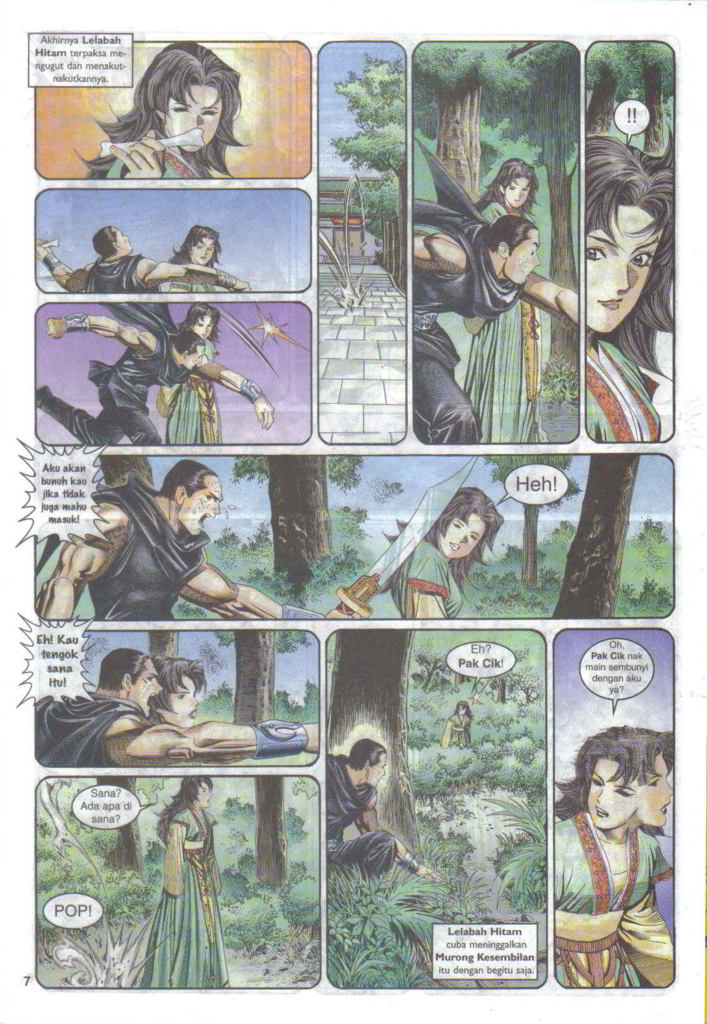 Akhirnya Lelabah
Hitam terpaksa me-
ngugut dan menakut-
nakutkannya.
!!
Aku akan
bunuh kau
jika tidak
juga mahu
masuk!
Heh!
Eh! Kau
tengok
sana
itu!
Sana?
Ada apa di
sana?
POP!
Eh?
Pak Cik!
Lelabah Hitam
cuba meninggalkan
Murong Kesembilan
itu dengan begitu saja.
Oh,
Pak Cik nak
main sembunyi
dengan aku
ya?
7